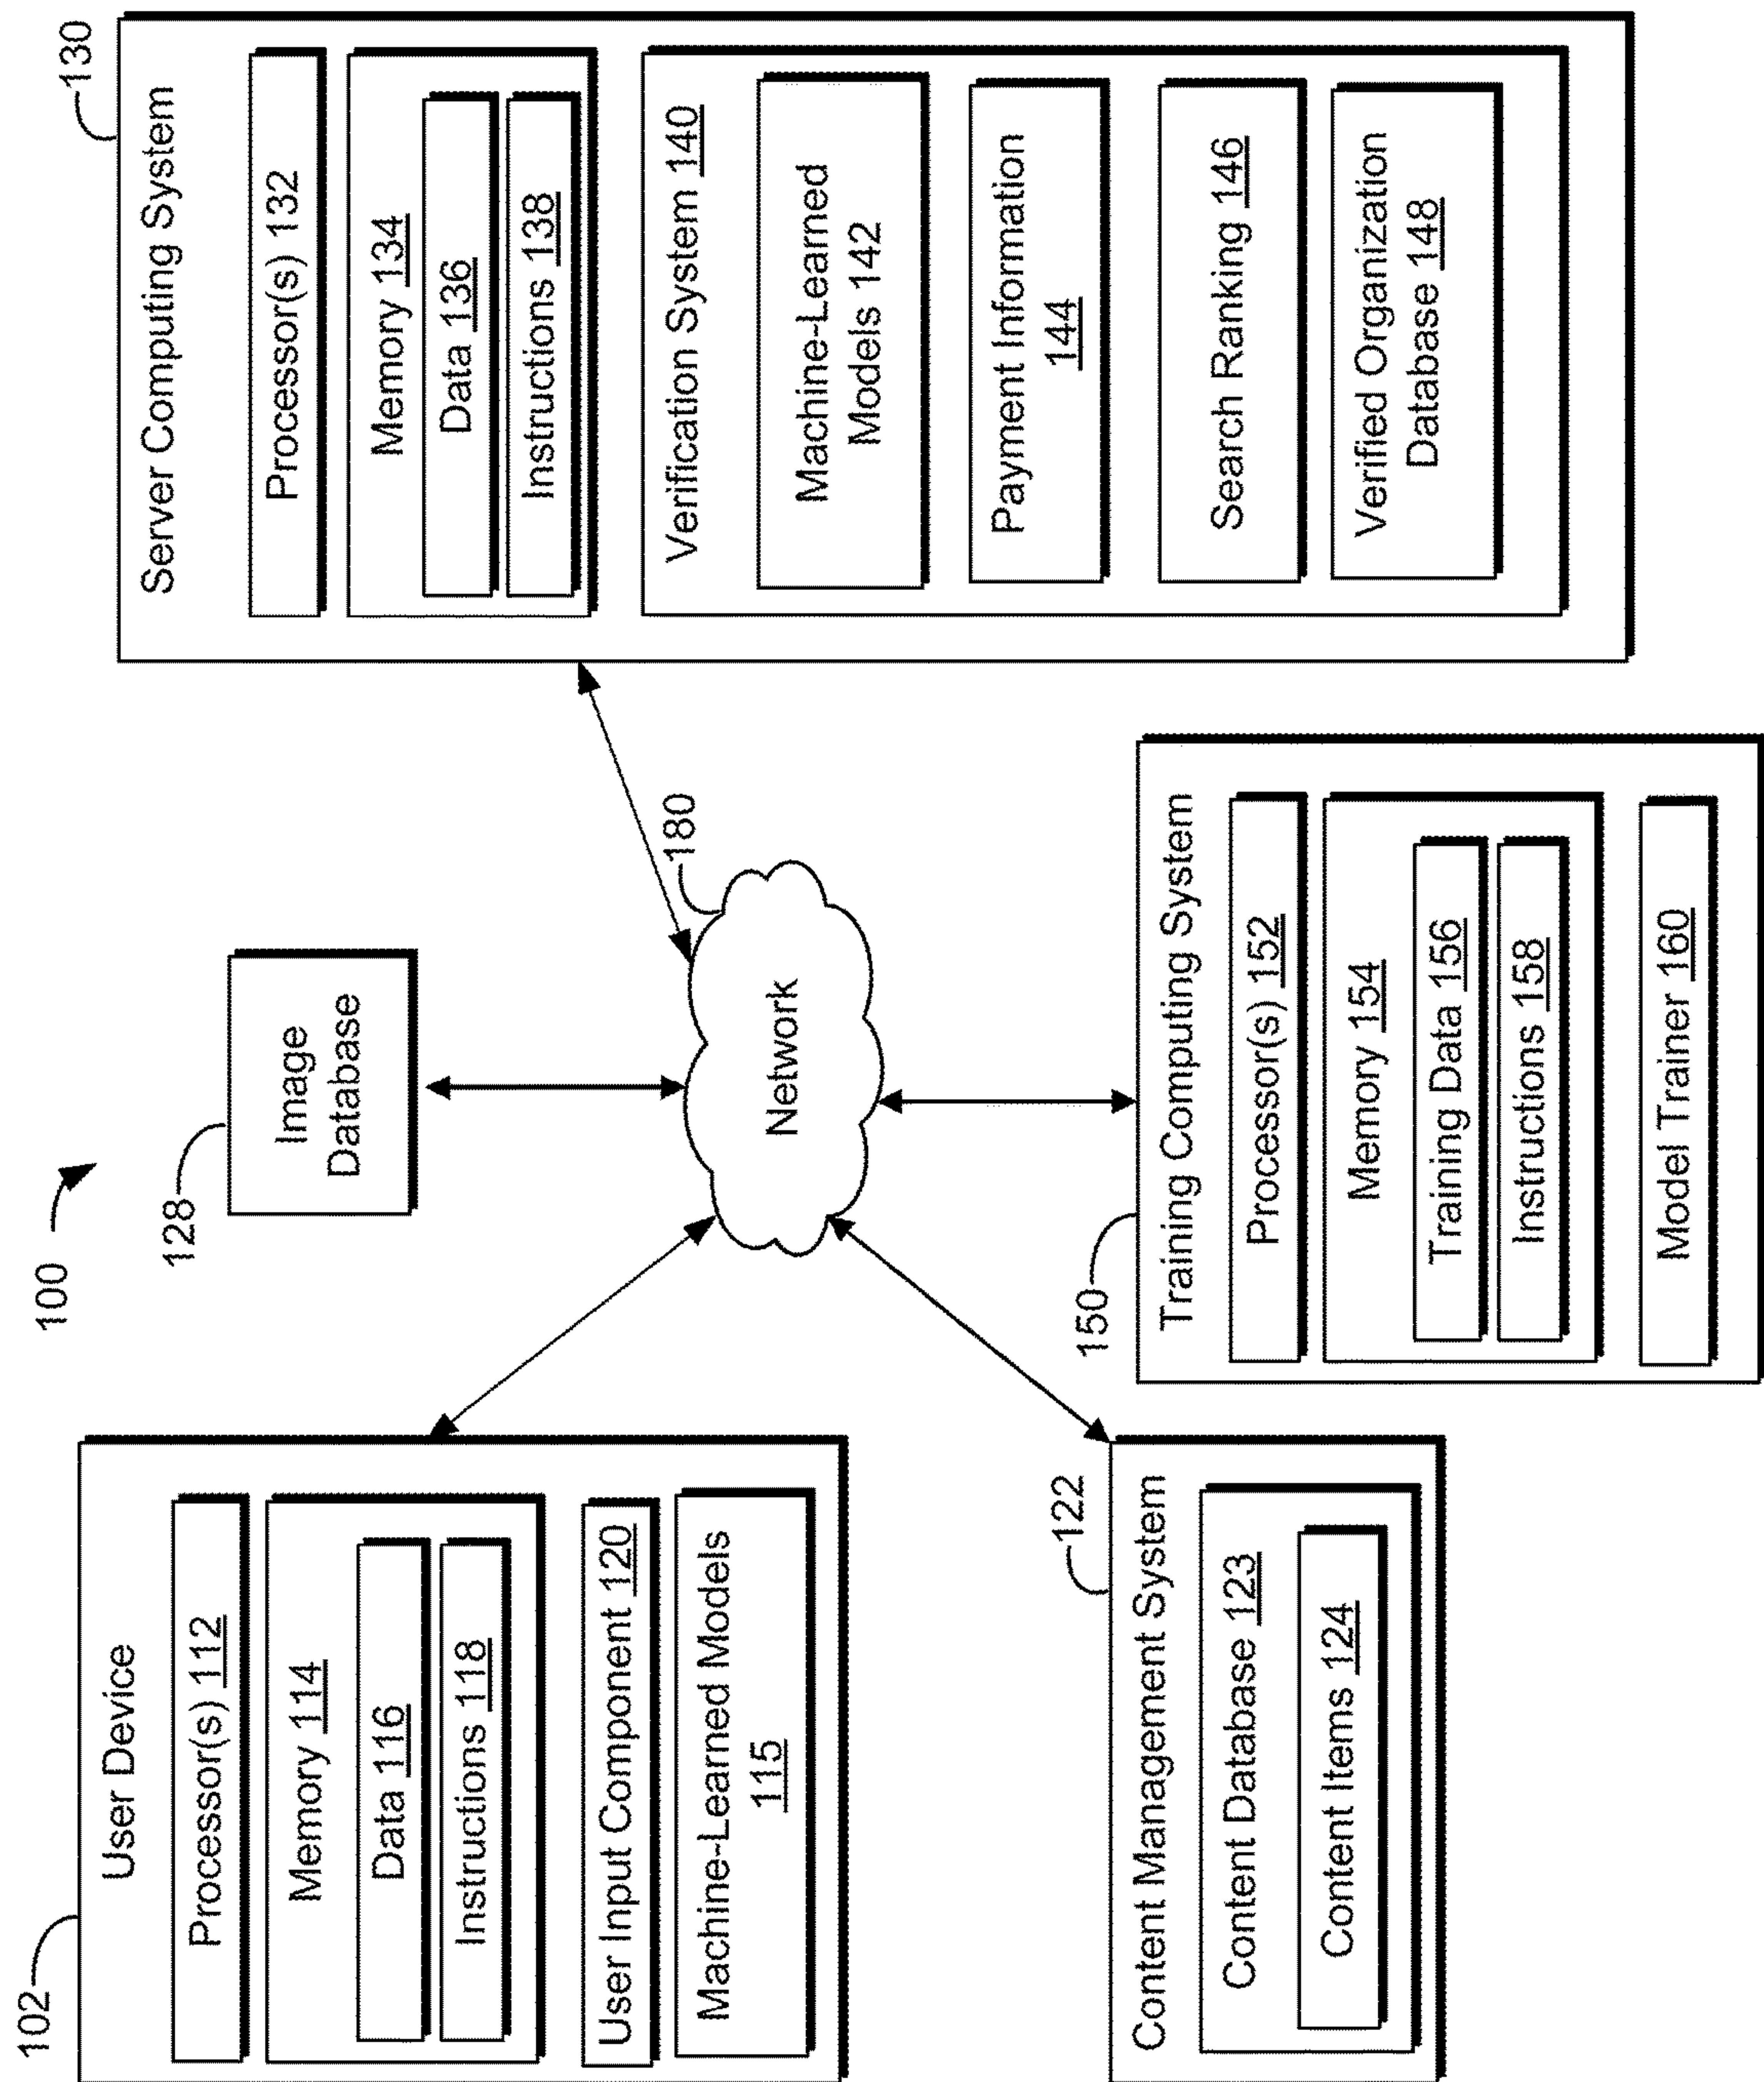 100
102
User Device
Processor(s) 112
Memory 114
Data 116
Instructions 118
User Input Component 120
Machine-Learned Models
115
122
Content Management System
Content Database 123
Content Items 124
128
Image
Database
180
Network
150
Training Computing System
Processor(s) 152
Memory 154
Training Data 156
Instructions 158
Model Trainer 160
130
Server Computing System
Processor(s) 132
Memory 134
Data 136
Instructions 138
Verification System 140
Machine-Learned
Models 142
Payment Information
144
Search Ranking 146
Verified Organization
Database 148